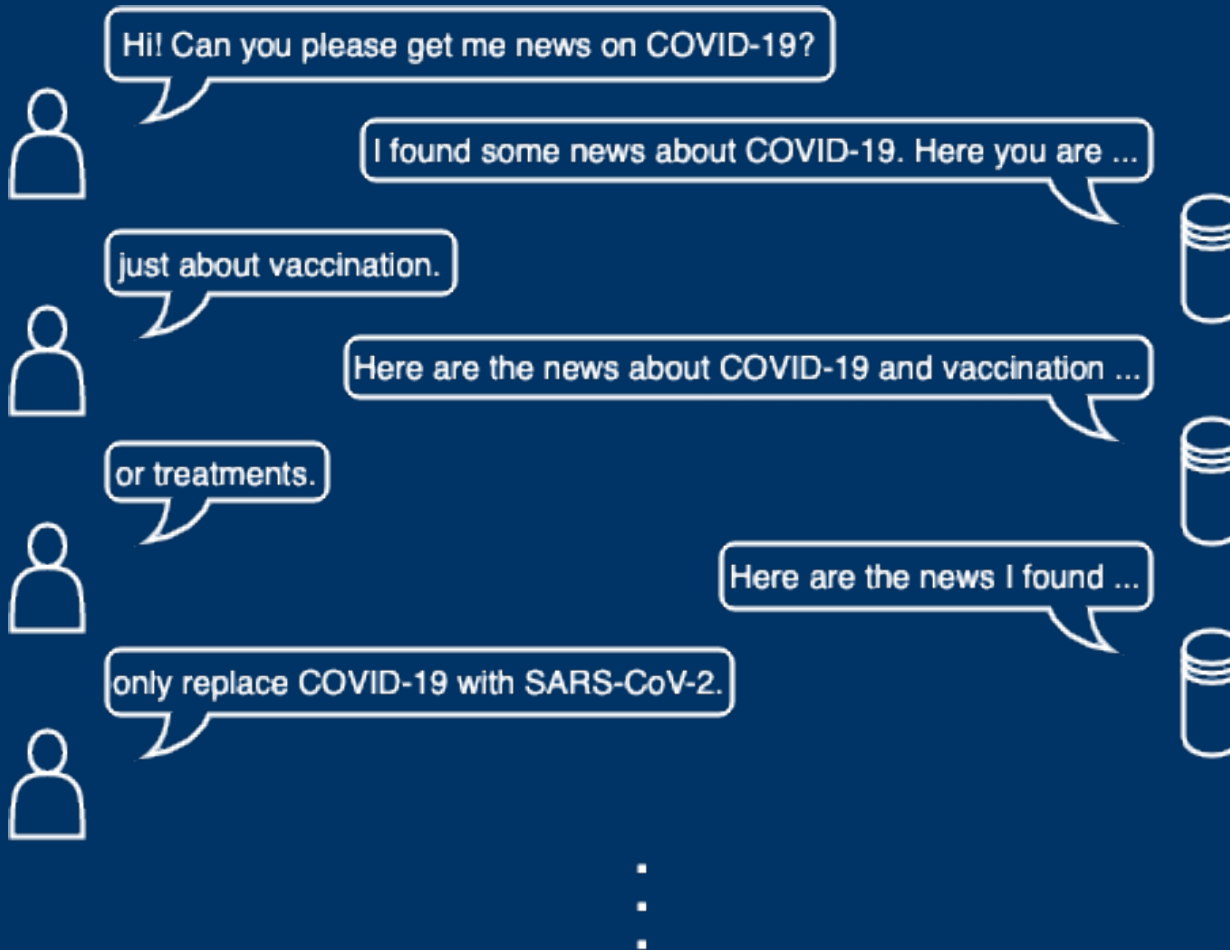 Hi! Can you please get me news on COVID-19?
I found some news about COVID-19. Here you are ...
just about vaccination.
Here are the news about COVID-19 and vaccination ...
or treatments.
Here are the news I found ...
only replace COVID-19 with SARS-CoV-2.